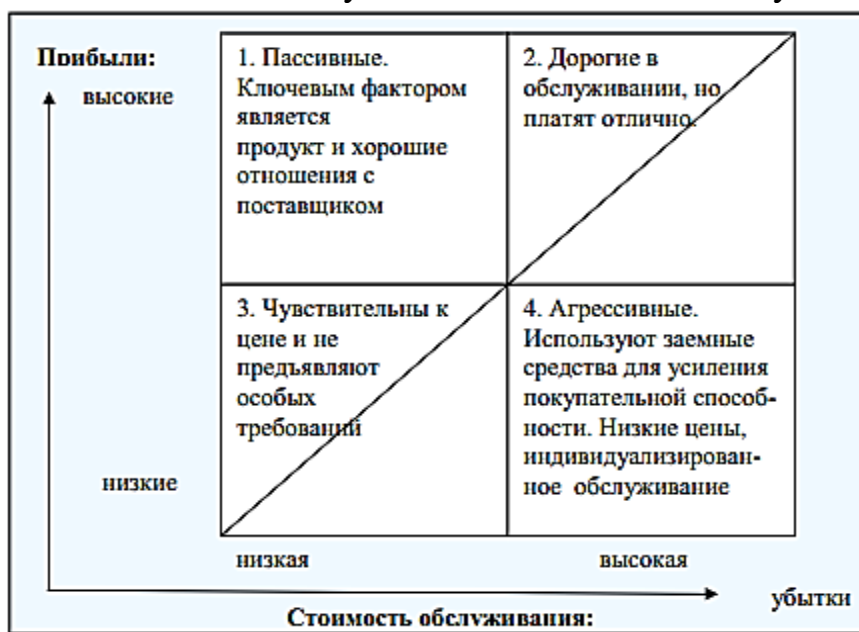 Прибыли:
высокие
1. Пассивные.
Ключевым фактором
является
продукт и хорошие
отношения с
поставщиком
2. Дорогие в
обслуживании, но
платят отлично.
3. Чувствительны к
цене и не
предъявляют
особых
требований
4. Агрессивные.
Используют заемные
средства для усиления
покупательной способ-
ности. Низкие цены,
индивидуализирован-
ное обслуживание
низкие
низкая
высокая
убытки
Стоимость обслуживания: